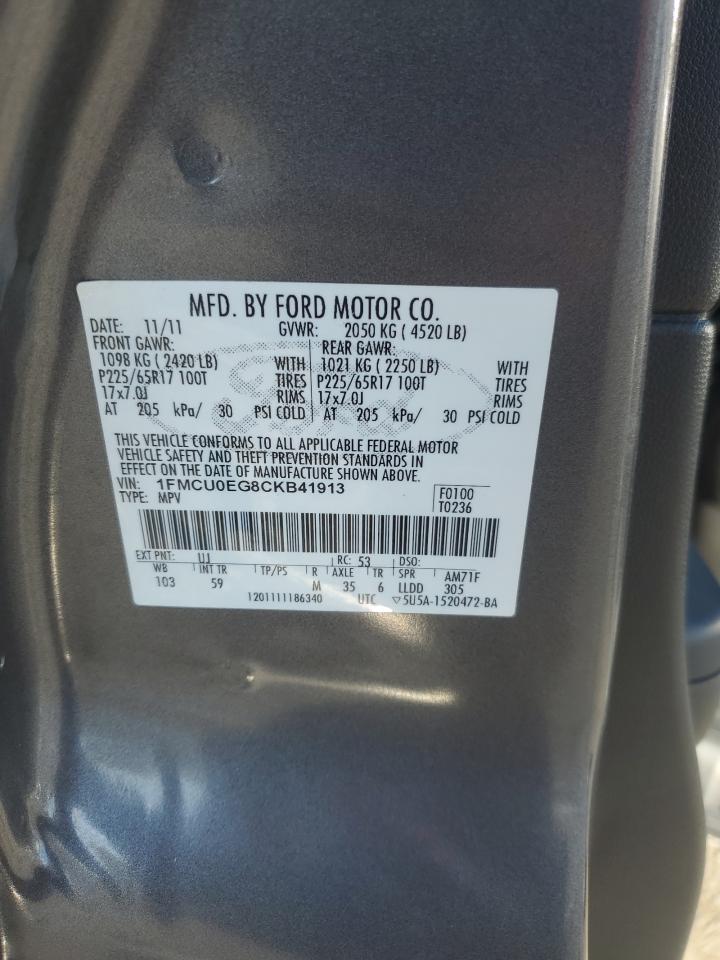 MFD. BY FORD MOTOR CO.
DATE: 11/11 GVWR: 2050 KG ( 4520 LB)
FRONT GAWR: REAR GAWR:
1098 KG ( 2420 LB) WITH 1021 KG ( 2250 LB) WITH
P225/65R17 100T TIRES P225/65R17 100T TIRES
17x7.0J RIMS 17x7.0J RIMS
AT 205 kPa/ 30 PSI COLD AT 205 kPa/ 30 PSI COLD
THIS VEHICLE CONFORMS TO ALL APPLICABLE FEDERAL MOTOR
VEHICLE SAFETY AND THEFT PREVENTION STANDARDS IN
EFFECT ON THE DATE OF MANUFACTURE SHOWN ABOVE.
VIN: 1FMCU0EG8CKB41913 F0100
TYPE: MPV T0236
EXT PNT: UJ RC: 53 DSO:
WB INT TR TP/PS R AXLE TR SPR AM71F
103 59 M 35 6 LLDD 305
1201111186340 UTC ▽5U5A-1520472-BA
Ford